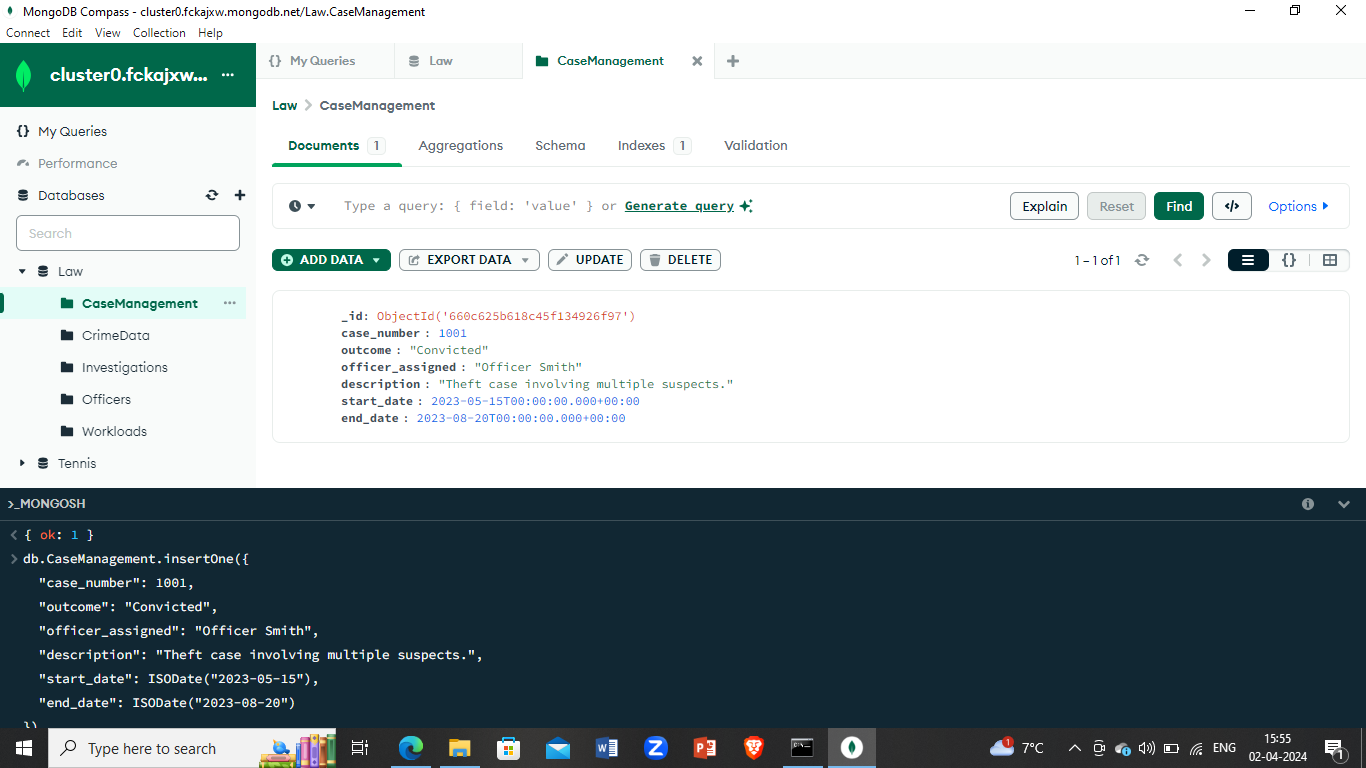 MongoDB Compass - cluster0.fckajxw.mongodb.net/Law.CaseManagement
Connect Edit View Collection Help
cluster0.fckajxw... ...
{} My Queries
Law
CaseManagement
My Queries
Performance
Databases
Search
Law
CaseManagement ...
CrimeData
Investigations
Officers
Workloads
Tennis
Law > CaseManagement
Documents 1 Aggregations Schema Indexes 1 Validation
Type a query: { field: 'value' } or Generate query
Explain Reset Find </> Options
ADD DATA EXPORT DATA UPDATE DELETE
1 – 1 of 1
_id: ObjectId('660c625b618c45f134926f97')
case_number : 1001
outcome : "Convicted"
officer_assigned : "Officer Smith"
description : "Theft case involving multiple suspects."
start_date : 2023-05-15T00:00:00.000+00:00
end_date : 2023-08-20T00:00:00.000+00:00
>_MONGOSH
< { ok: 1 }
> db.CaseManagement.insertOne({
"case_number": 1001,
"outcome": "Convicted",
"officer_assigned": "Officer Smith",
"description": "Theft case involving multiple suspects.",
"start_date": ISODate("2023-05-15"),
"end_date": ISODate("2023-08-20")
})
Type here to search
1
7°C
ENG
15:55
02-04-2024
1